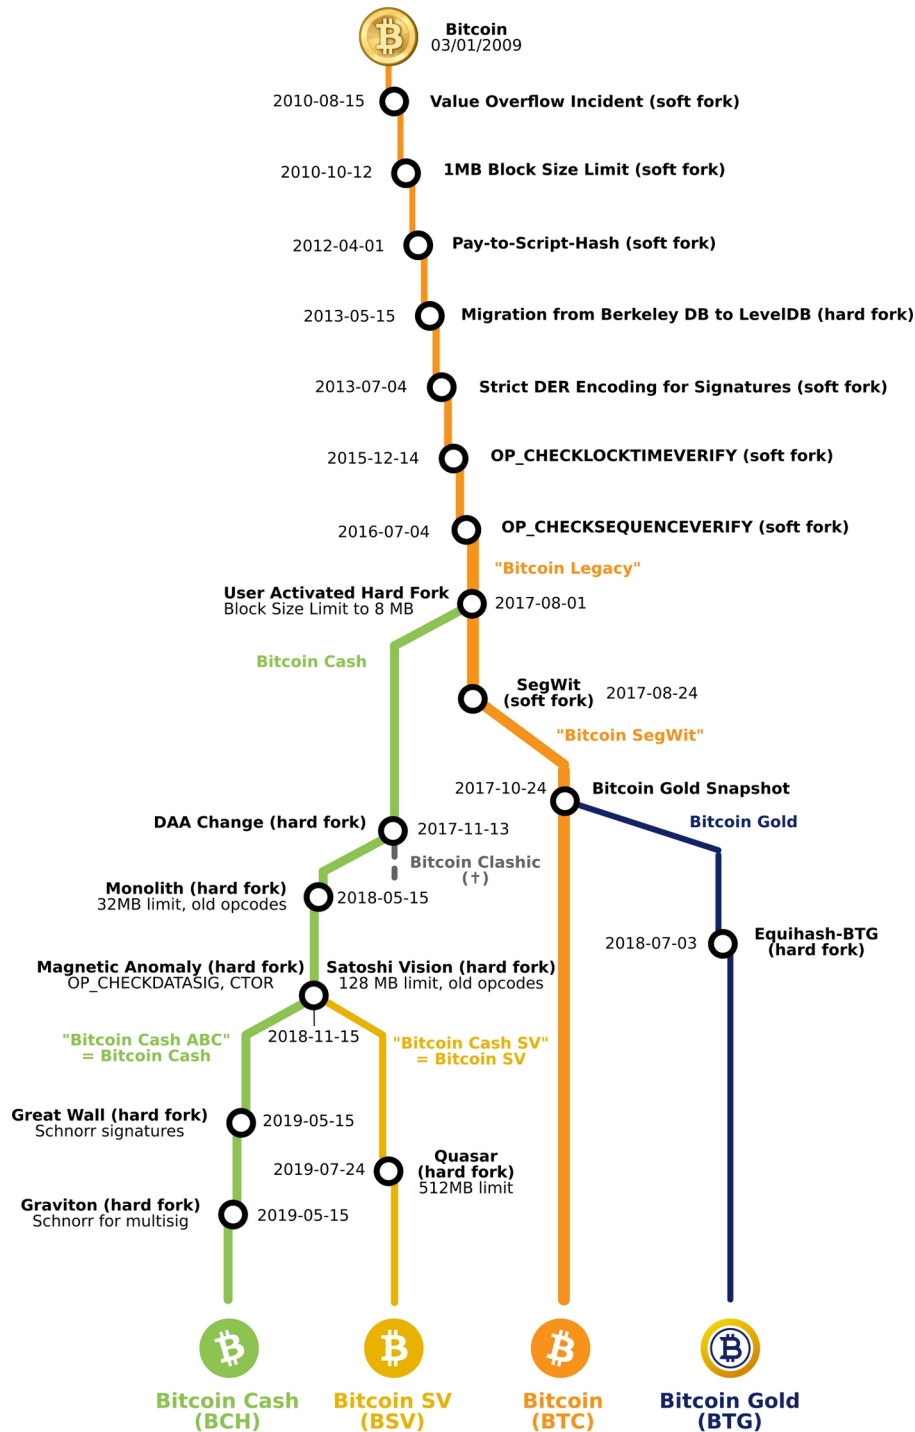 Bitcoin
03/01/2009
2010-08-15
Value Overflow Incident (soft fork)
2010-10-12
1MB Block Size Limit (soft fork)
2012-04-01
Pay-to-Script-Hash (soft fork)
2013-05-15
Migration from Berkeley DB to LevelDB (hard fork)
2013-07-04
Strict DER Encoding for Signatures (soft fork)
2015-12-14
OP_CHECKLOCKTIMEVERIFY (soft fork)
2016-07-04
OP_CHECKSEQUENCEVERIFY (soft fork)
"Bitcoin Legacy"
User Activated Hard Fork
Block Size Limit to 8 MB
2017-08-01
Bitcoin Cash
SegWit
(soft fork)
2017-08-24
"Bitcoin SegWit"
2017-10-24
Bitcoin Gold Snapshot
Bitcoin Gold
DAA Change (hard fork)
2017-11-13
Bitcoin Clashic
(†)
Monolith (hard fork)
32MB limit, old opcodes
2018-05-15
2018-07-03
Equihash-BTG
(hard fork)
Magnetic Anomaly (hard fork)
OP_CHECKDATASIG, CTOR
Satoshi Vision (hard fork)
128 MB limit, old opcodes
2018-11-15
"Bitcoin Cash ABC"
= Bitcoin Cash
"Bitcoin Cash SV"
= Bitcoin SV
Great Wall (hard fork)
Schnorr signatures
2019-05-15
2019-07-24
Quasar
(hard fork)
512MB limit
Graviton (hard fork)
Schnorr for multisig
2019-05-15
Bitcoin Cash
(BCH)
Bitcoin SV
(BSV)
Bitcoin
(BTC)
Bitcoin Gold
(BTG)